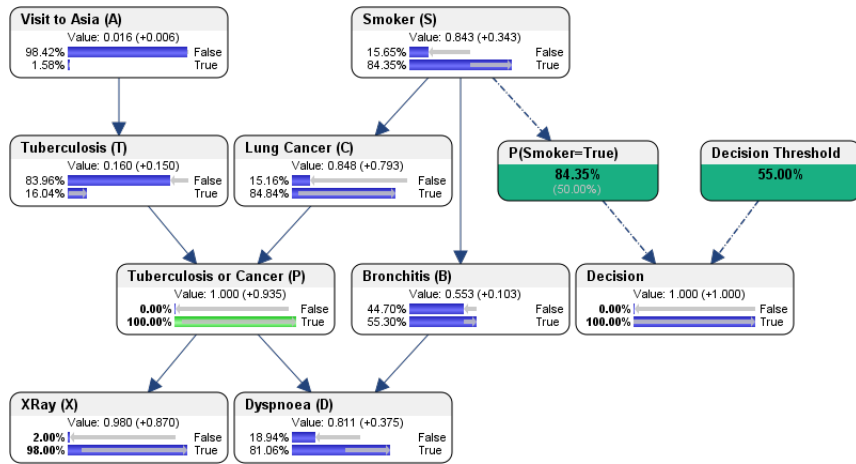 Visit to Asia (A)
Value: 0.016 (+0.006)
98.42% False
1.58% True
Smoker (S)
Value: 0.843 (+0.343)
15.65% False
84.35% True
Tuberculosis (T)
Value: 0.160 (+0.150)
83.96% False
16.04% True
Lung Cancer (C)
Value: 0.848 (+0.793)
15.16% False
84.84% True
P(Smoker=True)
84.35%
(50.00%)
Decision Threshold
55.00%
Tuberculosis or Cancer (P)
Value: 1.000 (+0.935)
0.00% False
100.00% True
Bronchitis (B)
Value: 0.553 (+0.103)
44.70% False
55.30% True
Decision
Value: 1.000 (+1.000)
0.00% False
100.00% True
XRay (X)
Value: 0.980 (+0.870)
2.00% False
98.00% True
Dyspnoea (D)
Value: 0.811 (+0.375)
18.94% False
81.06% True